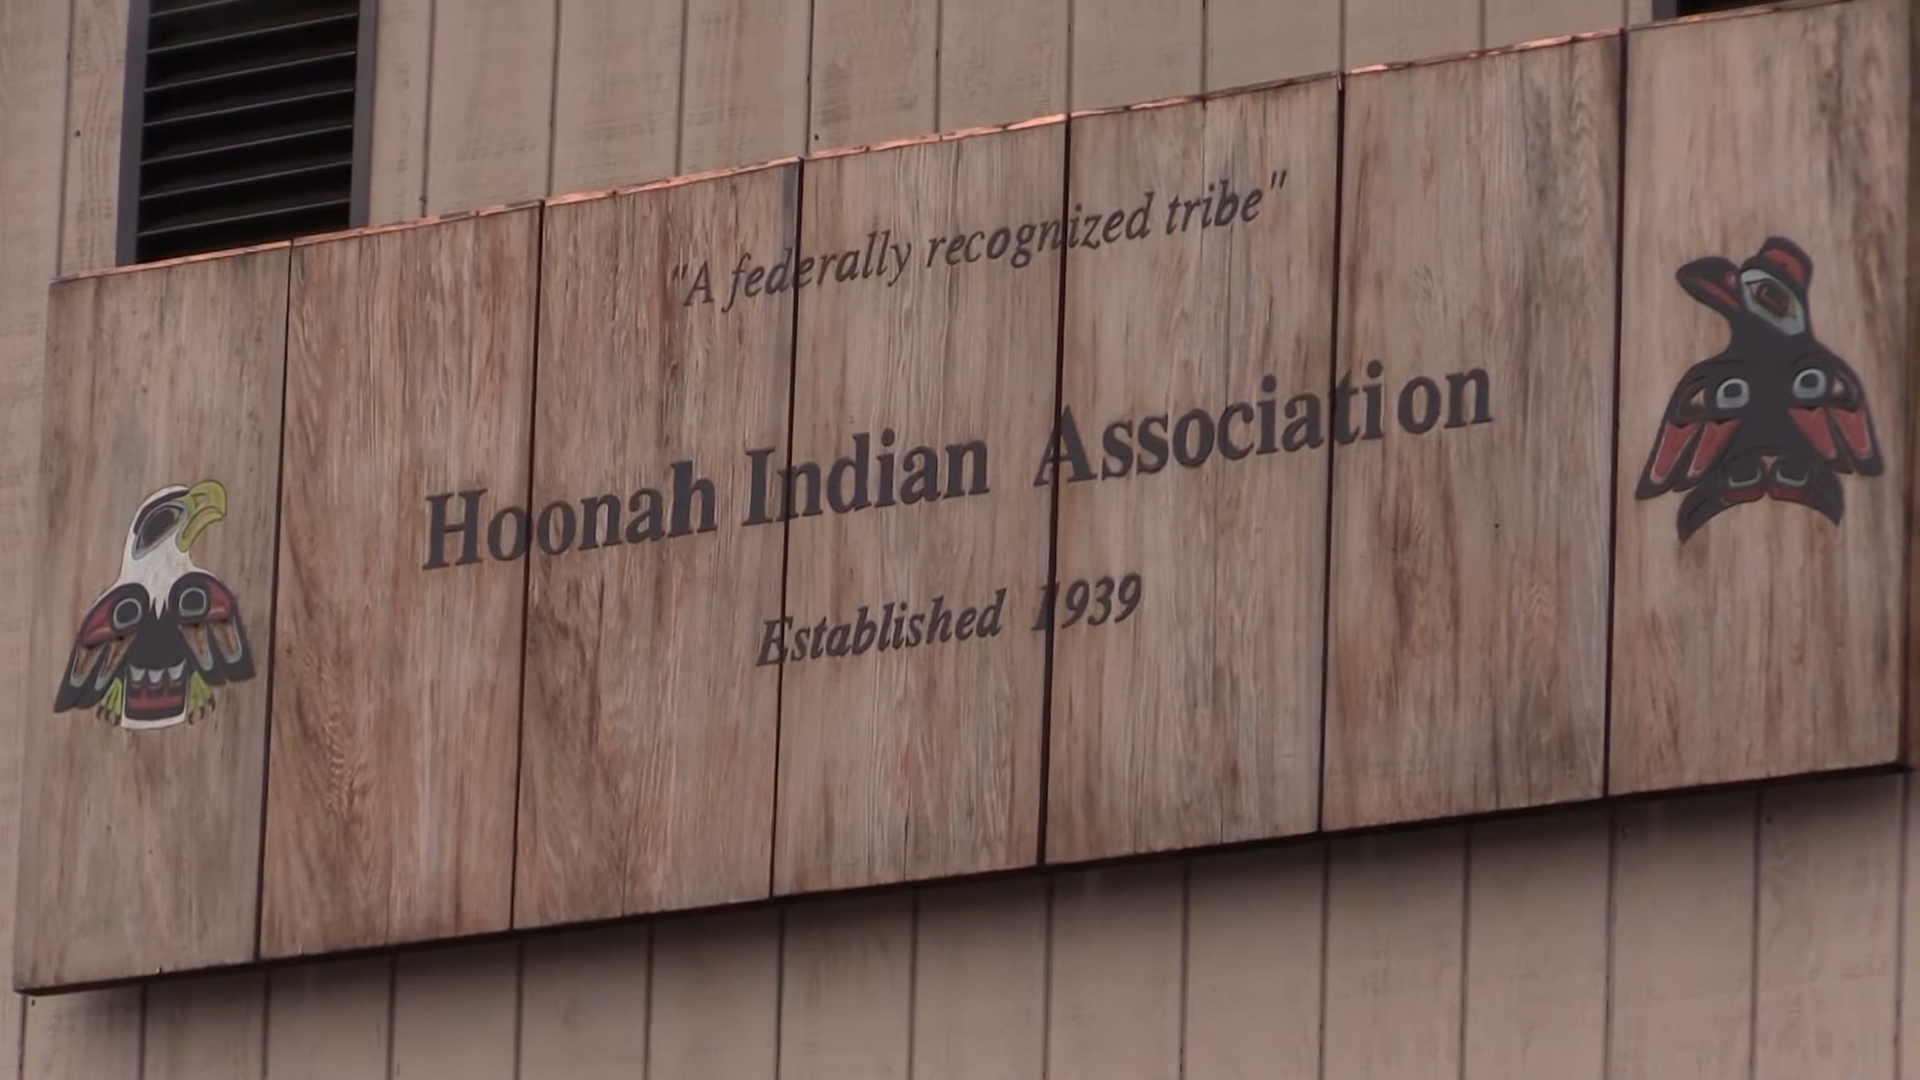 "A federally recognized tribe"
Hoonah Indian Association
Established 1939